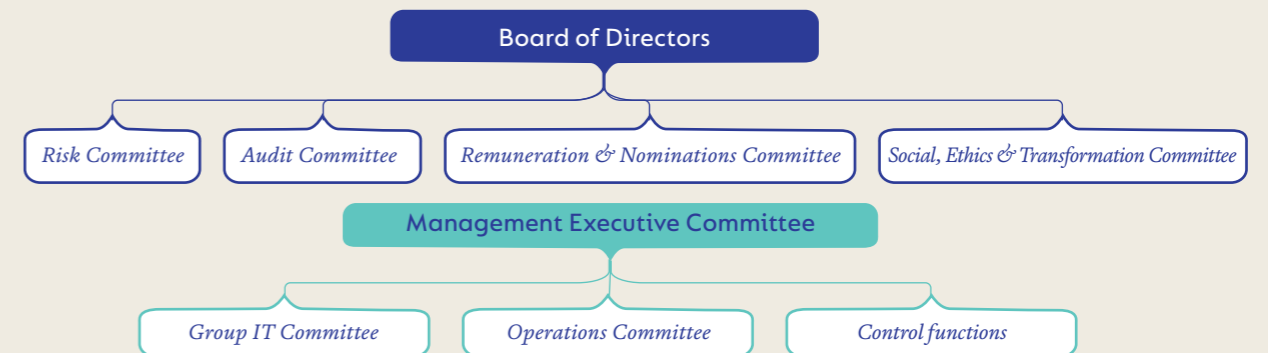 Board of Directors
Risk Committee
Audit Committee
Remuneration & Nominations Committee
Social, Ethics & Transformation Committee
Management Executive Committee
Group IT Committee
Operations Committee
Control functions